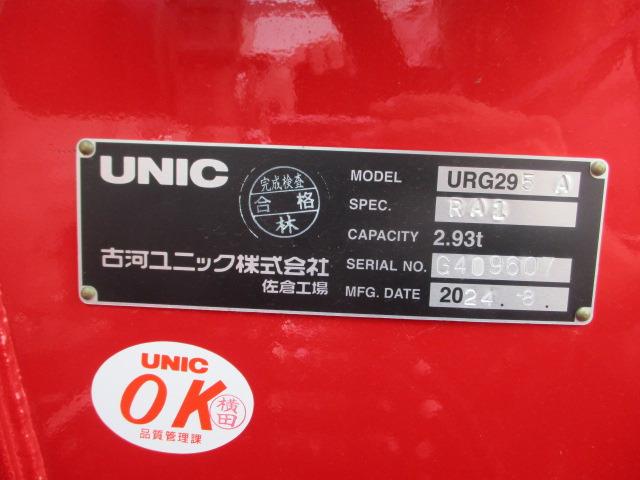 UNIC
完成検査
合格
林
古河ユニック株式会社
佐倉工場
MODEL URG295 A
SPEC. RA1
CAPACITY 2.93t
SERIAL NO. G409607
MFG. DATE 2024.8.
UNIC
OK
横田
品質管理課